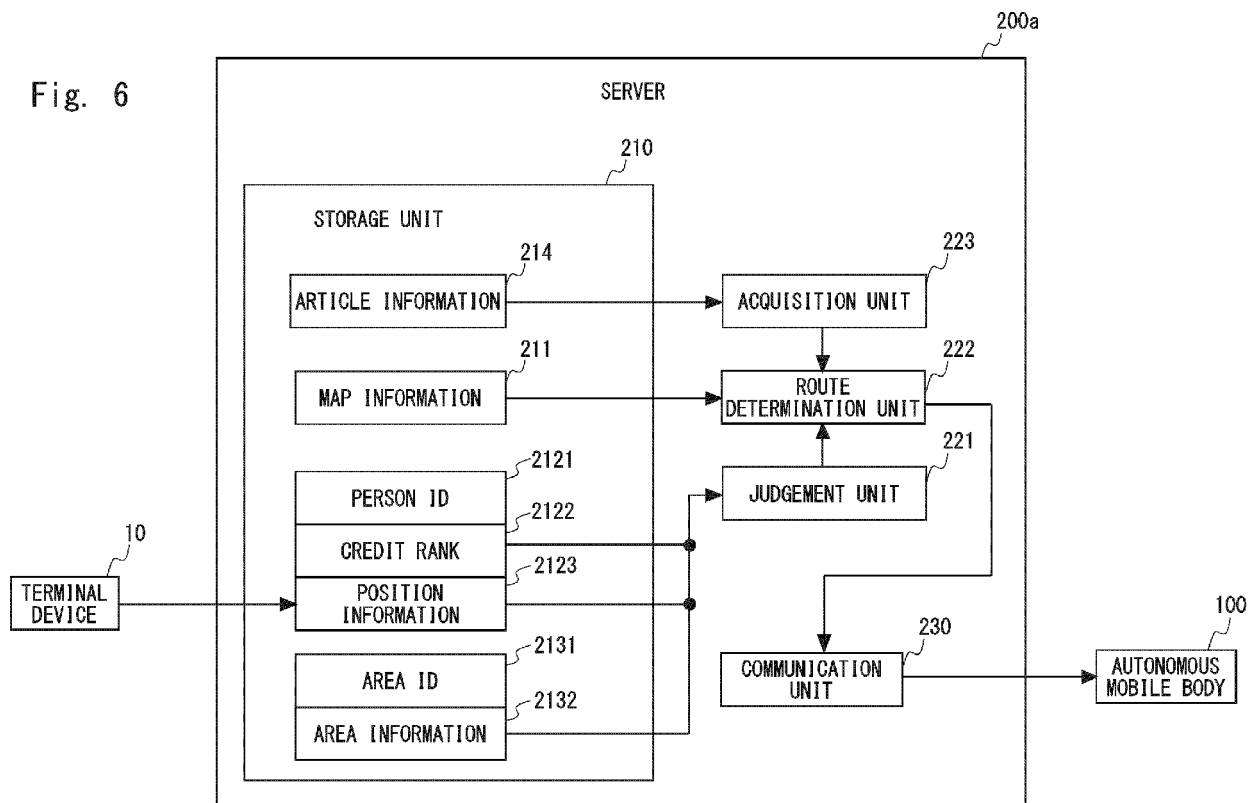 200a
Fig. 6
SERVER
210
STORAGE UNIT
214
223
ARTICLE INFORMATION
ACQUISITION UNIT
211
222
MAP INFORMATION
ROUTE
DETERMINATION UNIT
2121
221
PERSON ID
JUDGEMENT UNIT
2122
CREDIT RANK
10
2123
TERMINAL
DEVICE
POSITION
INFORMATION
2131
230
100
AREA ID
COMMUNICATION
UNIT
AUTONOMOUS
MOBILE BODY
2132
AREA INFORMATION